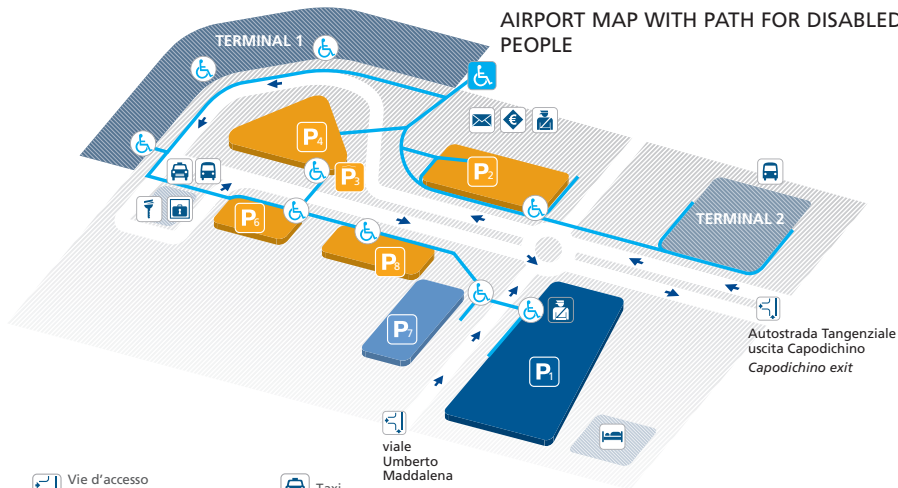 AIRPORT MAP WITH PATH FOR DISABLED
PEOPLE
TERMINAL 1
P4
P3
P2
P6
P8
TERMINAL 2
P7
P1
Autostrada Tangenziale
uscita Capodichino
Capodichino exit
viale
Umberto
Maddalena
Vie d'accesso
Taxi